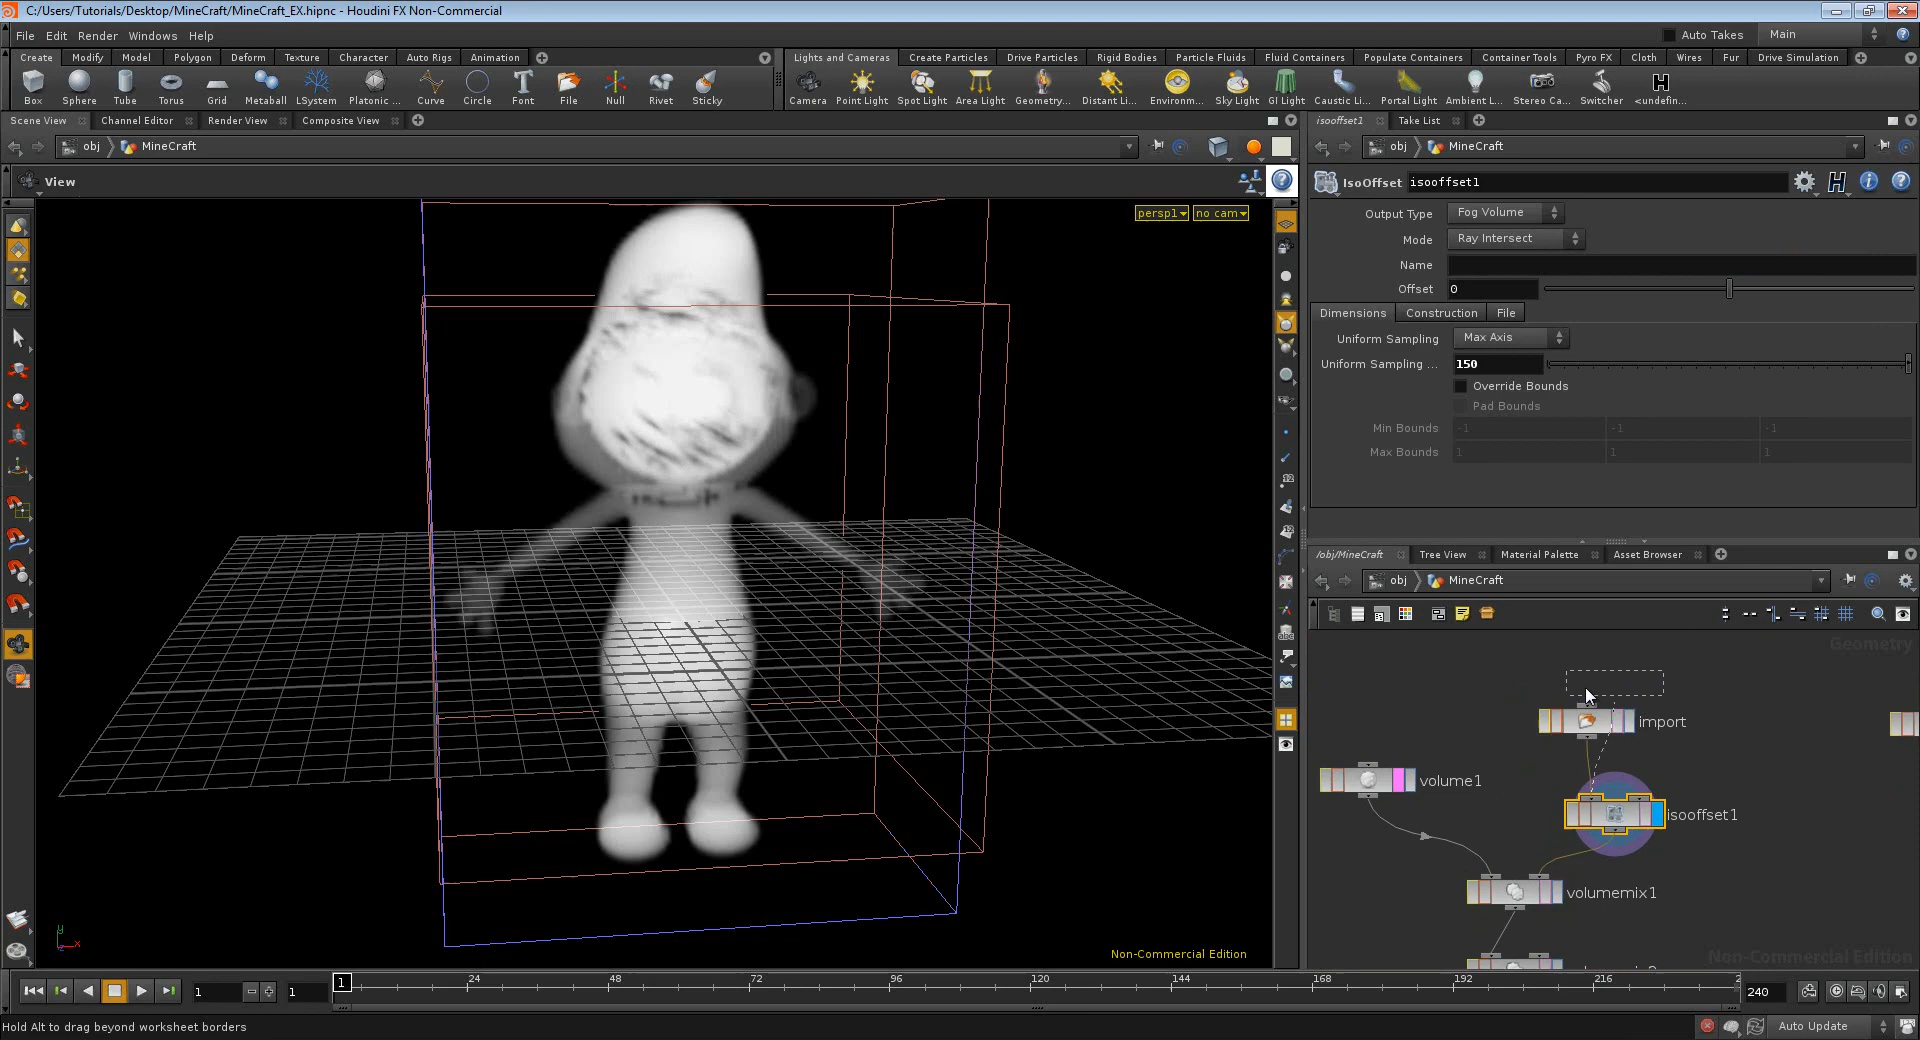 C:/Users/Tutorials/Desktop/MineCraft/MineCraft_EX.hipnc - Houdini FX Non-Commercial
File Edit Render Windows Help
Auto Takes Main
Create Modify Model Polygon Deform Texture Character Auto Rigs Animation
Lights and Cameras Create Particles Drive Particles Rigid Bodies Particle Fluids Fluid Containers Populate Containers Container Tools Pyro FX Cloth Wires Fur Drive Simulation
Box Sphere Tube Torus Grid Metaball LSystem Platonic ... Curve Circle Font File Null Rivet Sticky
Camera Point Light Spot Light Area Light Geometry... Distant Li... Environm... Sky Light GI Light Caustic Li... Portal Light Ambient L... Stereo Ca... Switcher <undefin...
Scene View Channel Editor Render View Composite View
isooffset1 Take List
obj MineCraft
obj MineCraft
View
persp1 no cam
IsoOffset isooffset1
Output Type Fog Volume
Mode Ray Intersect
Name
Offset 0
Dimensions Construction File
Uniform Sampling Max Axis
Uniform Sampling ... 150
Override Bounds
Pad Bounds
Min Bounds -1 -1 -1
Max Bounds 1 1 1
/obj/MineCraft Tree View Material Palette Asset Browser
obj MineCraft
Geometry
import
volume1
isooffset1
volumemix1
Non-Commercial Edition
Non-Commercial Edition
1 1 1 24 48 72 96 120 144 168 192 216 2 240
Hold Alt to drag beyond worksheet borders
Auto Update